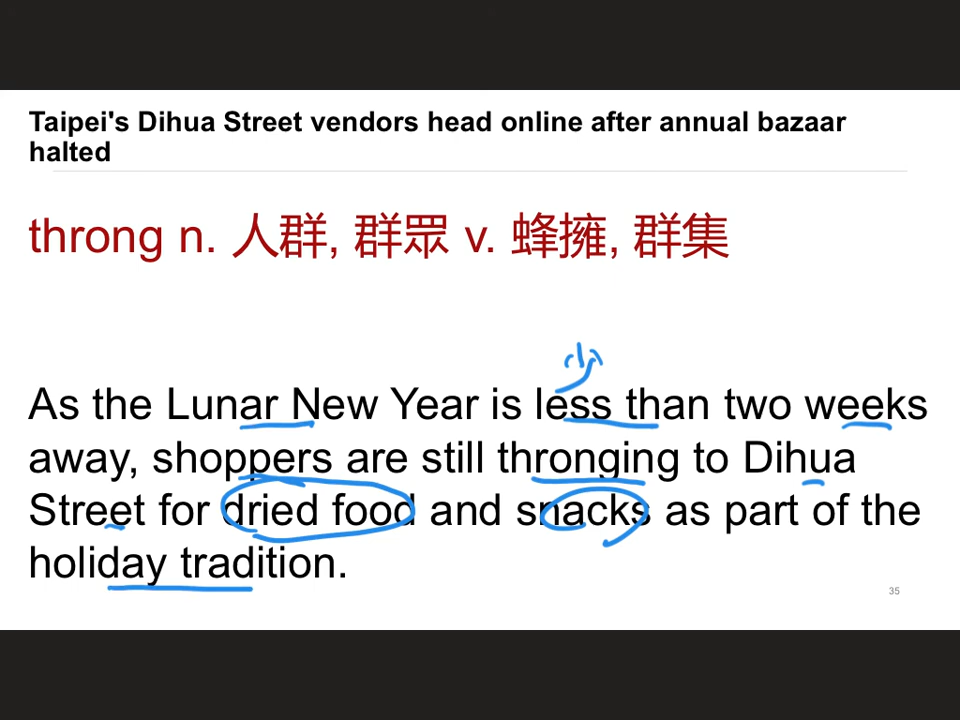 Taipei's Dihua Street vendors head online after annual bazaar
halted
throng n. 人群, 群眾 v. 蜂擁, 群集
少
As the Lunar New Year is less than two weeks
away, shoppers are still thronging to Dihua
Street for dried food and snacks as part of the
holiday tradition.
35